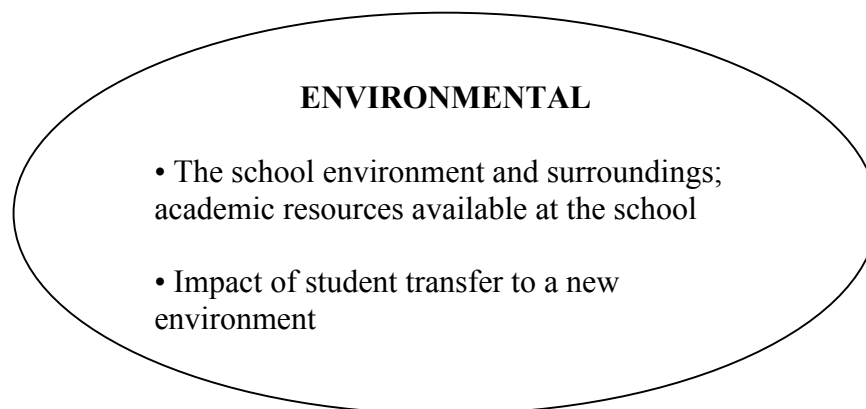 ENVIRONMENTAL
• The school environment and surroundings;
academic resources available at the school
• Impact of student transfer to a new
environment